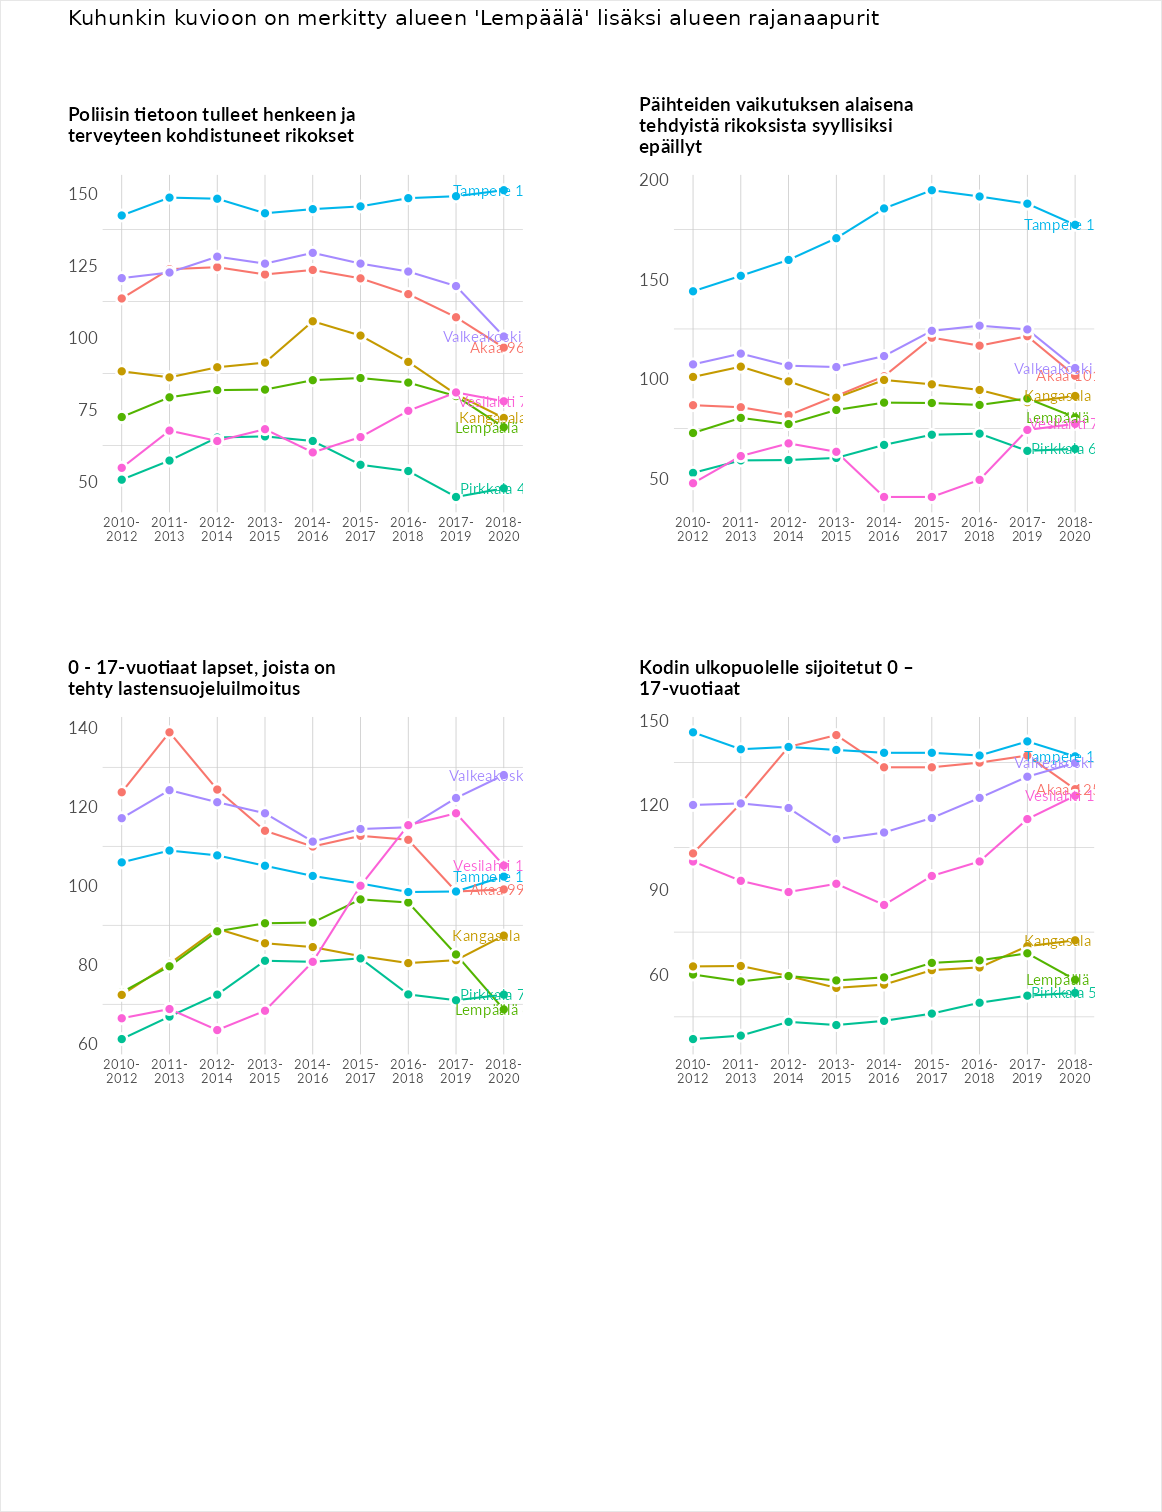 Kuhunkin kuvioon on merkitty alueen 'Lempäälä' lisäksi alueen rajanaapurit
Poliisin tietoon tulleet henkeen ja
terveyteen kohdistuneet rikokset
150
125
100
75
50
Tampere 1
Valkeakoski
Akaa 96
Vesilahti 7
Kangasala
Lempäälä
Pirkkala 4
2010- 2011- 2012- 2013- 2014- 2015- 2016- 2017- 2018-
2012 2013 2014 2015 2016 2017 2018 2019 2020
Päihteiden vaikutuksen alaisena
tehdyistä rikoksista syyllisiksi
epäillyt
200
150
100
50
Tampere 1
Valkeakoski
Akaa 10
Kangasala
Lempäälä
Vesilahti 7
Pirkkala 6
2010- 2011- 2012- 2013- 2014- 2015- 2016- 2017- 2018-
2012 2013 2014 2015 2016 2017 2018 2019 2020
0 - 17-vuotiaat lapset, joista on
tehty lastensuojeluilmoitus
140
120
100
80
60
Valkeakosk
Vesilahti 1
Tampere 1
Akaa 99
Kangasala
Pirkkala 7
Lempäälä
2010- 2011- 2012- 2013- 2014- 2015- 2016- 2017- 2018-
2012 2013 2014 2015 2016 2017 2018 2019 2020
Kodin ulkopuolelle sijoitetut 0 –
17-vuotiaat
150
120
90
60
Tampere 1
Valkeakoski
Akaa 125
Vesilahti 1
Kangasala
Lempäälä
Pirkkala 5
2010- 2011- 2012- 2013- 2014- 2015- 2016- 2017- 2018-
2012 2013 2014 2015 2016 2017 2018 2019 2020